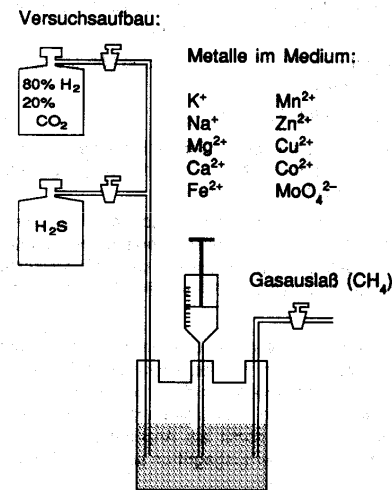 Versuchsaufbau:
80% H₂
20%
CO₂
H₂S
Metalle im Medium:
K⁺ Mn²⁺
Na⁺ Zn²⁺
Mg²⁺ Cu²⁺
Ca²⁺ Co²⁺
Fe²⁺ MoO₄²⁻
Gasauslaß (CH₄)